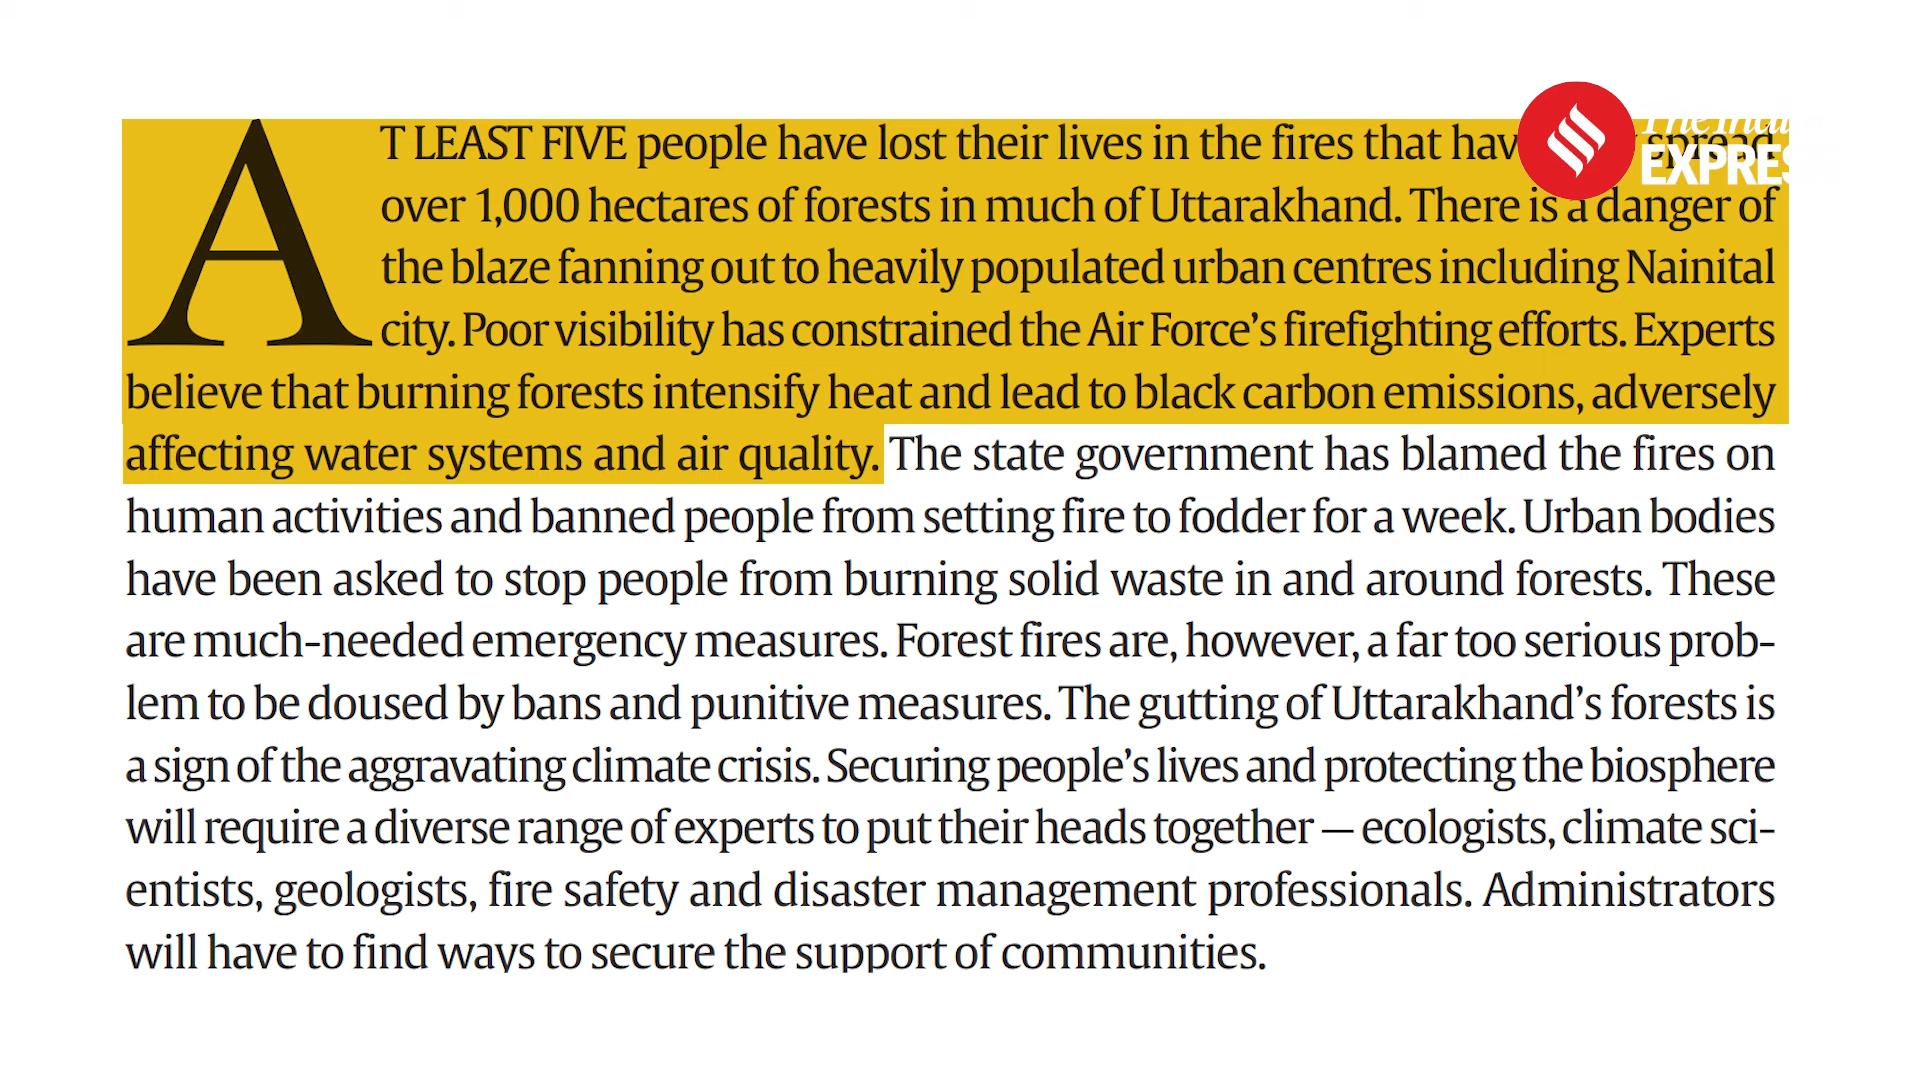 AT LEAST FIVE people have lost their lives in the fires that have spread
over 1,000 hectares of forests in much of Uttarakhand. There is a danger of
the blaze fanning out to heavily populated urban centres including Nainital
city. Poor visibility has constrained the Air Force’s firefighting efforts. Experts
believe that burning forests intensify heat and lead to black carbon emissions, adversely
affecting water systems and air quality. The state government has blamed the fires on
human activities and banned people from setting fire to fodder for a week. Urban bodies
have been asked to stop people from burning solid waste in and around forests. These
are much-needed emergency measures. Forest fires are, however, a far too serious prob-
lem to be doused by bans and punitive measures. The gutting of Uttarakhand’s forests is
a sign of the aggravating climate crisis. Securing people’s lives and protecting the biosphere
will require a diverse range of experts to put their heads together — ecologists, climate sci-
entists, geologists, fire safety and disaster management professionals. Administrators
will have to find ways to secure the support of communities.
The Indian
EXPRESS